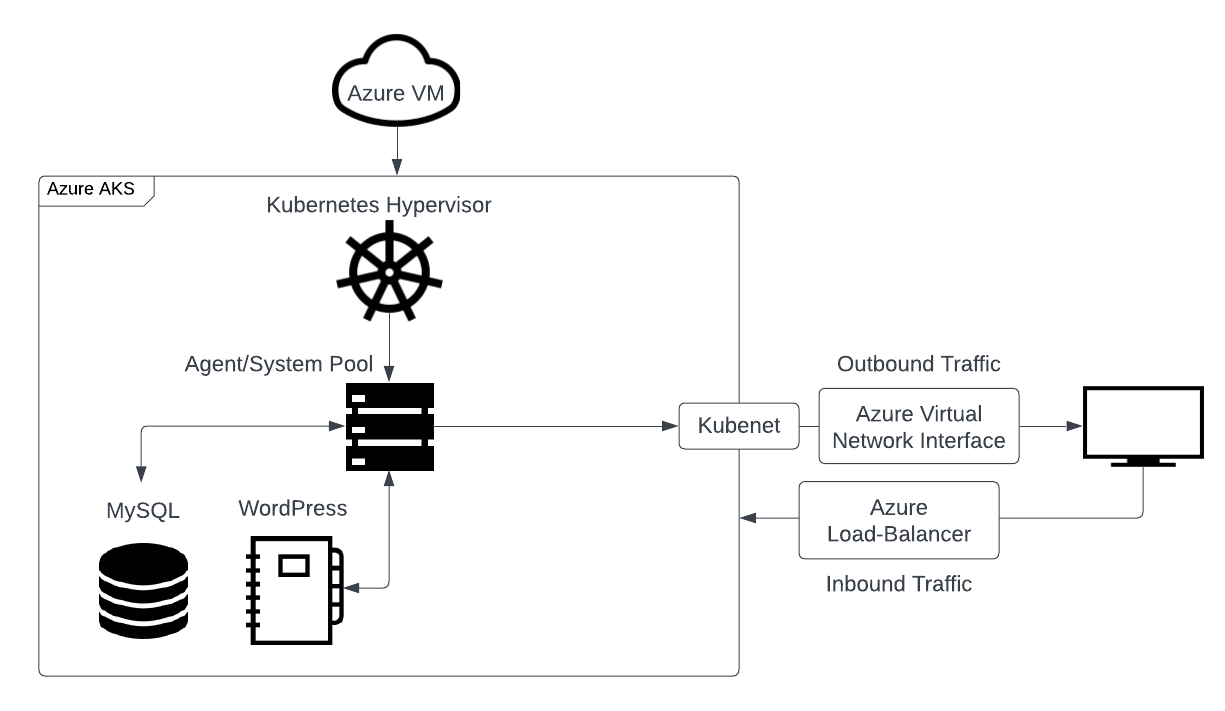 Azure VM
Azure AKS
Kubernetes Hypervisor
Agent/System Pool
Outbound Traffic
Kubenet
Azure Virtual
Network Interface
MySQL
WordPress
Azure
Load-Balancer
Inbound Traffic